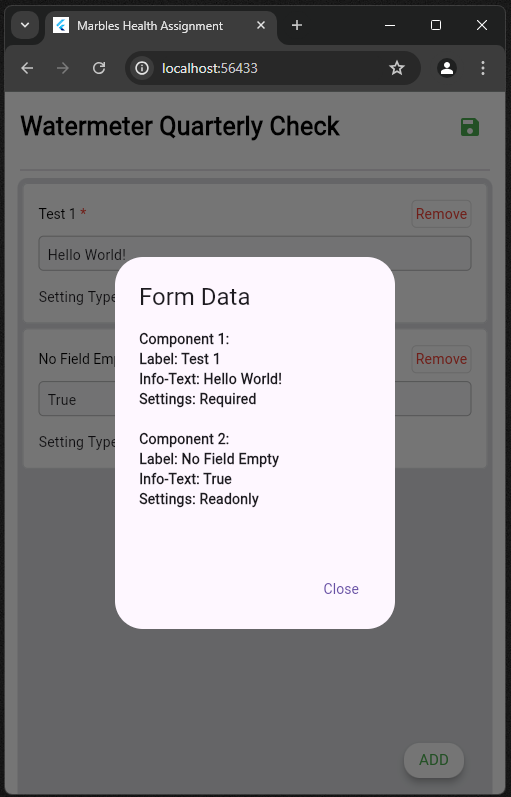 Marbles Health Assignment
localhost:56433
Watermeter Quarterly Check
Test 1 *
Remove
Hello World!
Setting Type
Form Data
Component 1:
Label: Test 1
Info-Text: Hello World!
Settings: Required
No Field Emp
Remove
True
Setting Type
Component 2:
Label: No Field Empty
Info-Text: True
Settings: Readonly
Close
ADD